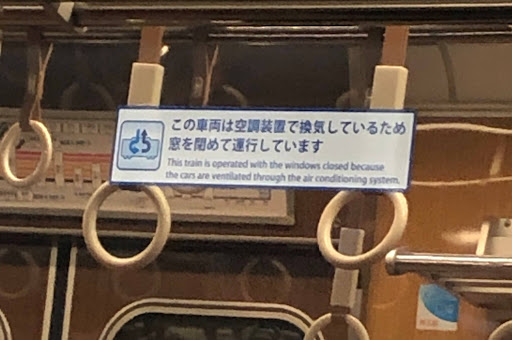 この車両は空調装置で換気しているため
窓を閉めて運行しています
This train is operated with the windows closed because
the cars are ventilated through the air conditioning system.